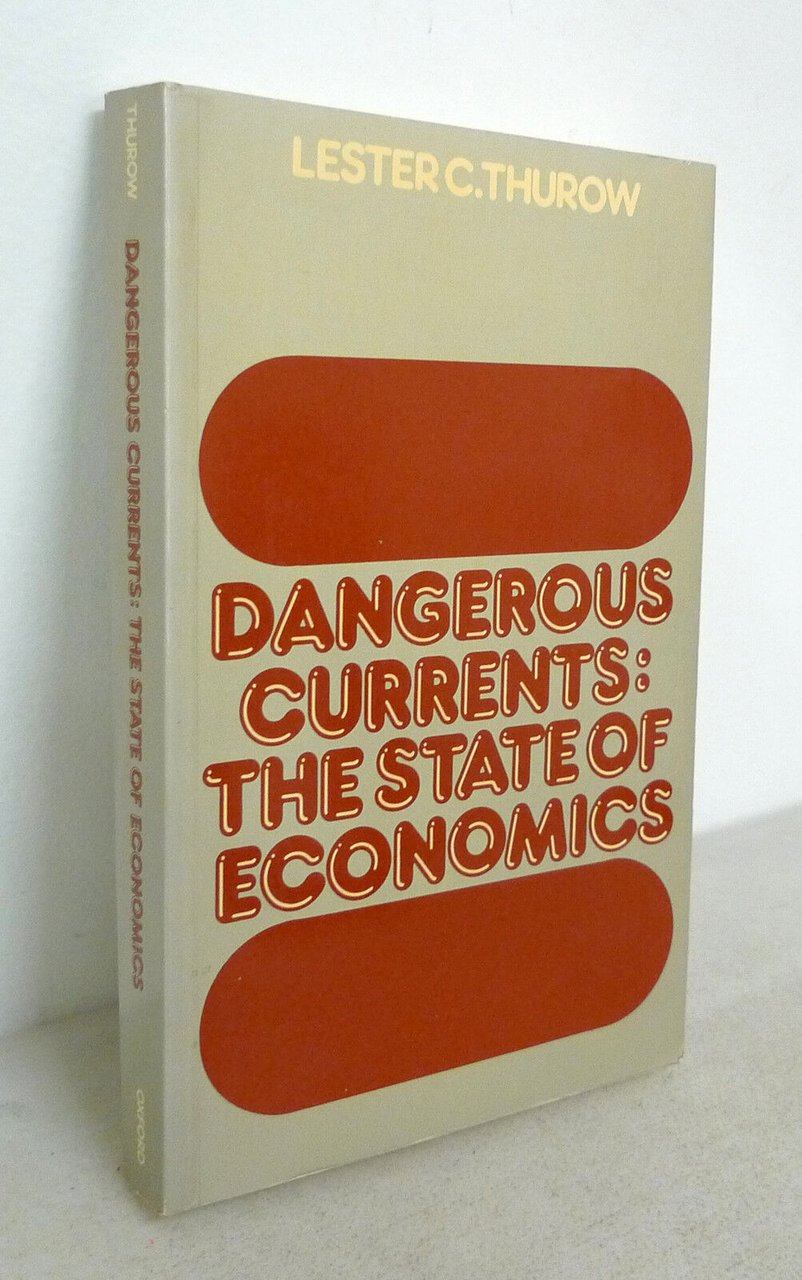 LESTER C. THUROW
DANGEROUS
CURRENTS:
THE STATE OF
ECONOMICS
THUROW
DANGEROUS CURRENTS: THE STATE OF ECONOMICS
OXFORD